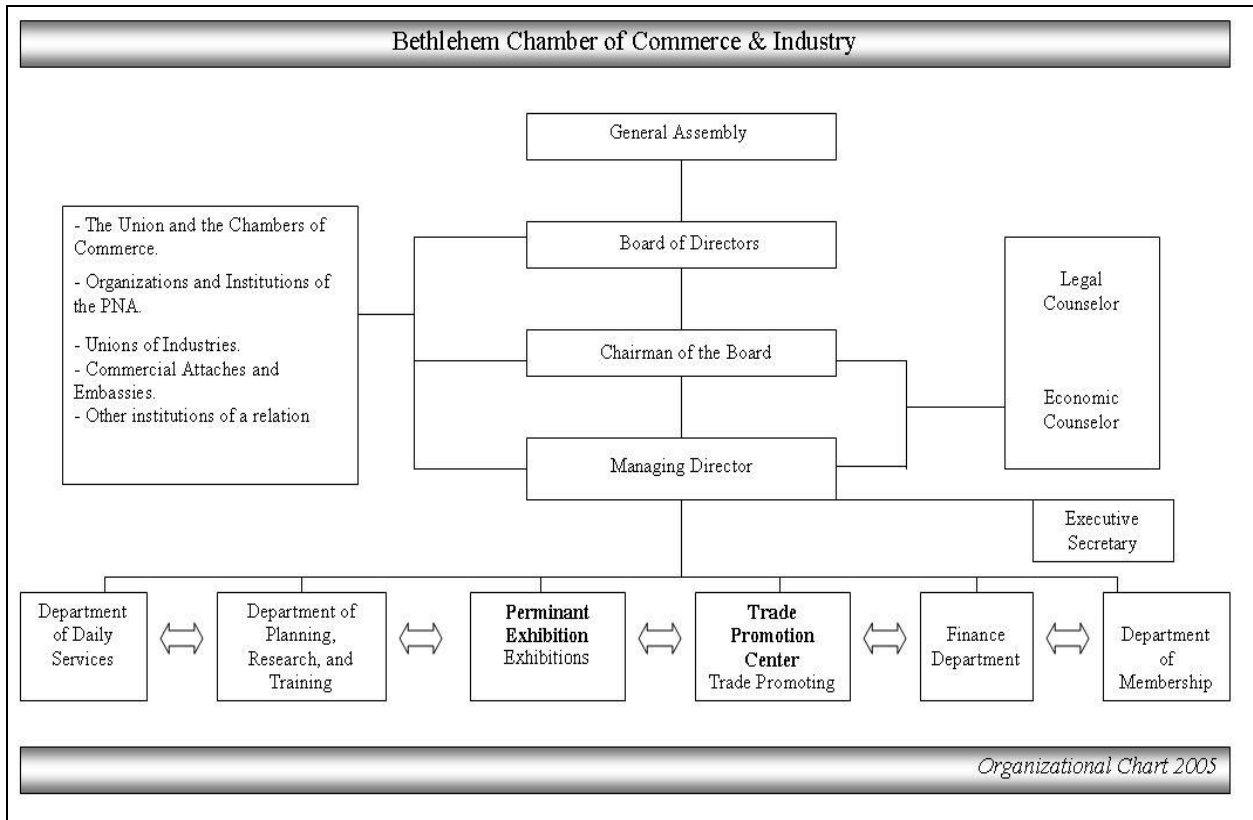 Bethlehem Chamber of Commerce & Industry
General Assembly
- The Union and the Chambers of
Commerce.
- Organizations and Institutions of
the PNA.
- Unions of Industries.
- Commercial Attaches and
Embassies.
- Other institutions of a relation
Board of Directors
Chairman of the Board
Managing Director
Legal
Counselor
Economic
Counselor
Executive
Secretary
Department
of Daily
Services
Department of
Planning,
Research, and
Training
Perminant
Exhibition
Exhibitions
Trade
Promotion
Center
Trade Promoting
Finance
Department
Department
of
Membership
Organizational Chart 2005